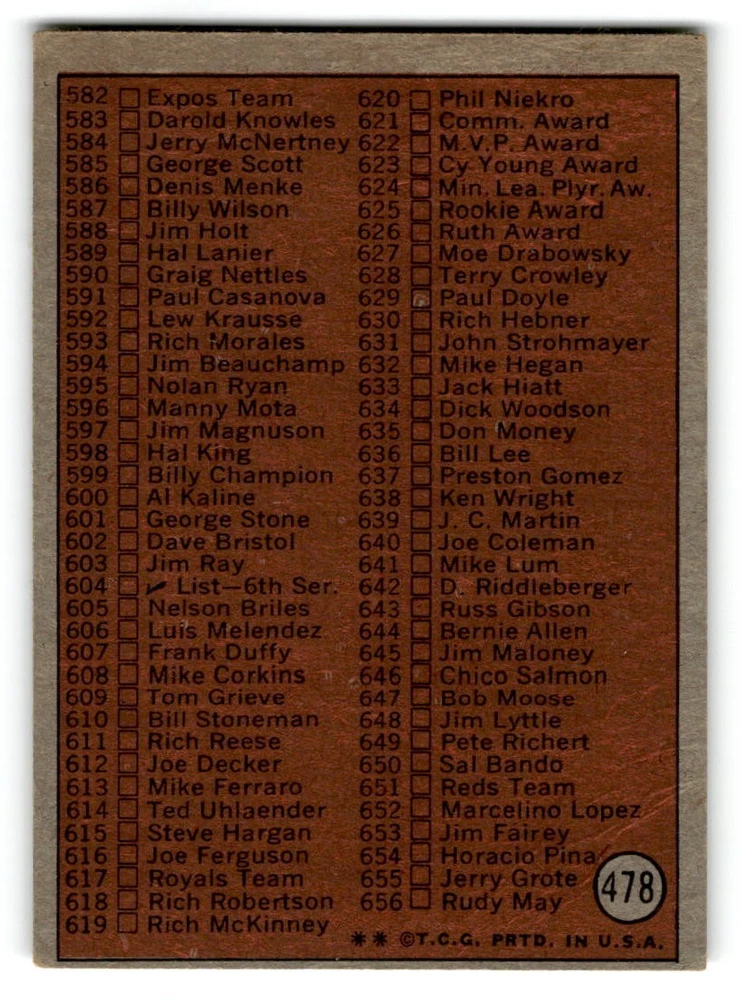 582 Expos Team
583 Darold Knowles
584 Jerry McNertney
585 George Scott
586 Denis Menke
587 Billy Wilson
588 Jim Holt
589 Hal Lanier
590 Graig Nettles
591 Paul Casanova
592 Lew Krausse
593 Rich Morales
594 Jim Beauchamp
595 Nolan Ryan
596 Manny Mota
597 Jim Magnuson
598 Hal King
599 Billy Champion
600 Al Kaline
601 George Stone
602 Dave Bristol
603 Jim Ray
604 ✓ List—6th Ser.
605 Nelson Briles
606 Luis Melendez
607 Frank Duffy
608 Mike Corkins
609 Tom Grieve
610 Bill Stoneman
611 Rich Reese
612 Joe Decker
613 Mike Ferraro
614 Ted Uhlaender
615 Steve Hargan
616 Joe Ferguson
617 Royals Team
618 Rich Robertson
619 Rich McKinney
620 Phil Niekro
621 Comm. Award
622 M.V.P. Award
623 Cy Young Award
624 Min. Lea. Plyr. Aw.
625 Rookie Award
626 Ruth Award
627 Moe Drabowsky
628 Terry Crowley
629 Paul Doyle
630 Rich Hebner
631 John Strohmayer
632 Mike Hegan
633 Jack Hiatt
634 Dick Woodson
635 Don Money
636 Bill Lee
637 Preston Gomez
638 Ken Wright
639 J. C. Martin
640 Joe Coleman
641 Mike Lum
642 D. Riddleberger
643 Russ Gibson
644 Bernie Allen
645 Jim Maloney
646 Chico Salmon
647 Bob Moose
648 Jim Lyttle
649 Pete Richert
650 Sal Bando
651 Reds Team
652 Marcelino Lopez
653 Jim Fairey
654 Horacio Pina
655 Jerry Grote
656 Rudy May
478
** ©T.C.G. PRTD. IN U.S.A.